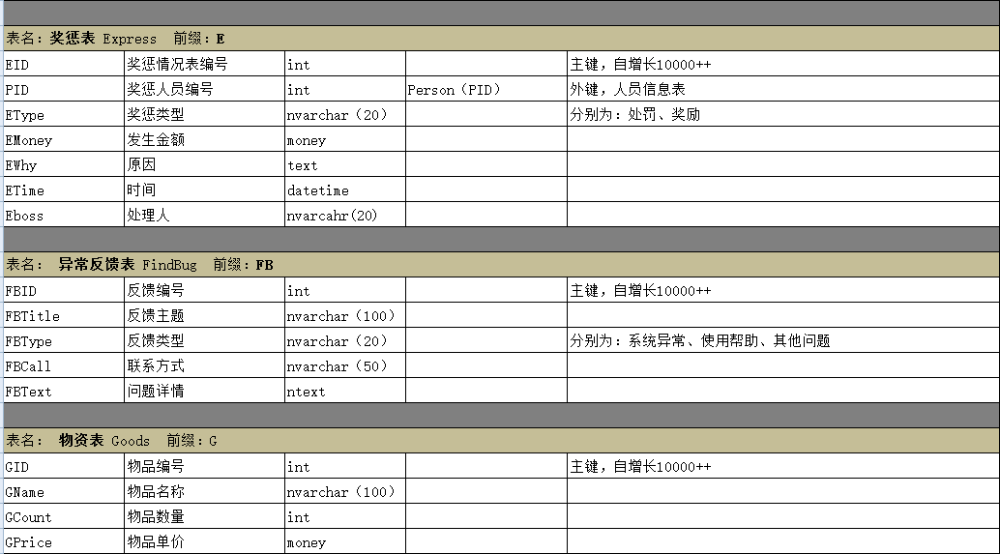 表名：奖惩表 Express 前缀：E
EID 奖惩情况表编号 int 主键，自增长10000++
PID 奖惩人员编号 int Person（PID） 外键，人员信息表
EType 奖惩类型 nvarchar（20） 分别为：处罚、奖励
EMoney 发生金额 money
EWhy 原因 text
ETime 时间 datetime
Eboss 处理人 nvarcahr(20)
表名： 异常反馈表 FindBug 前缀：FB
FBID 反馈编号 int 主键，自增长10000++
FBTitle 反馈主题 nvarchar（100）
FBType 反馈类型 nvarchar（20） 分别为：系统异常、使用帮助、其他问题
FBCall 联系方式 nvarchar（50）
FBText 问题详情 ntext
表名： 物资表 Goods 前缀：G
GID 物品编号 int 主键，自增长10000++
GName 物品名称 nvarchar（100）
GCount 物品数量 int
GPrice 物品单价 money